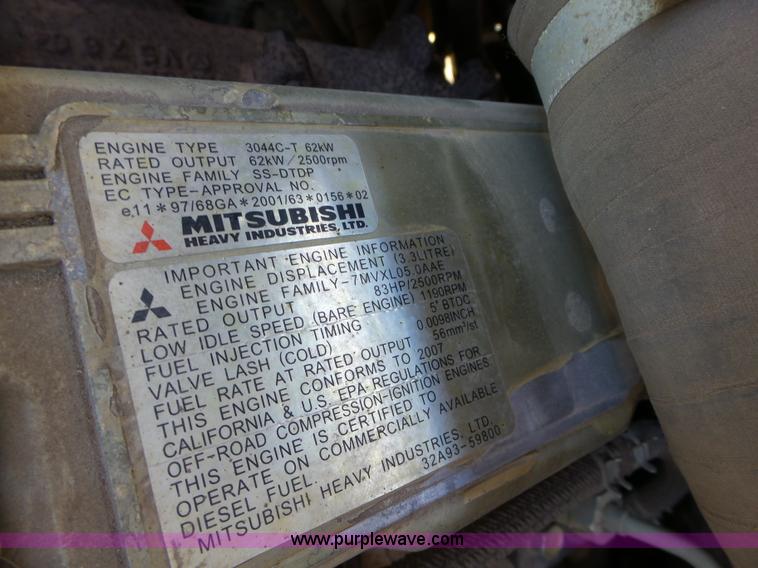 ENGINE TYPE 3044C-T 62kW
RATED OUTPUT 62kW/2500rpm
ENGINE FAMILY SS-DTDP
EC TYPE-APPROVAL NO.
e11*97/68GA*2001/63*0156*02
MITSUBISHI
HEAVY INDUSTRIES, LTD.
IMPORTANT ENGINE INFORMATION
ENGINE DISPLACEMENT (3.3LITRE)
ENGINE FAMILY-7MVXL05.0AAE
RATED OUTPUT 83HP/2500RPM
LOW IDLE SPEED (BARE ENGINE) 1190RPM
FUEL INJECTION TIMING 5° BTDC
VALVE LASH (COLD) 0.0098INCH
FUEL RATE AT RATED OUTPUT 56mm³/st
THIS ENGINE CONFORMS TO 2007
CALIFORNIA & U.S. EPA REGULATIONS FOR
OFF-ROAD COMPRESSION-IGNITION ENGINES
THIS ENGINE IS CERTIFIED TO
OPERATE ON COMMERCIALLY AVAILABLE
DIESEL FUEL.
MITSUBISHI HEAVY INDUSTRIES, LTD.
32A93-59800
www.purplewave.com